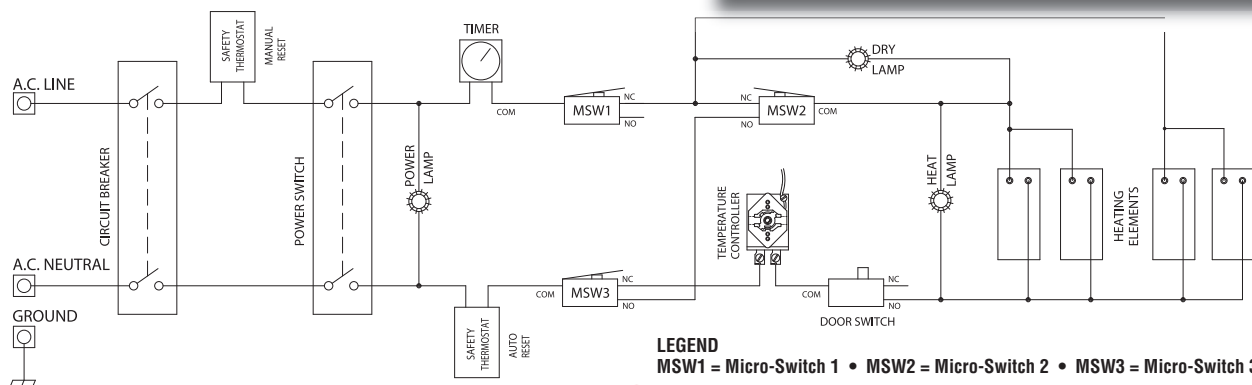 TIMER
SAFETY
THERMOSTAT
MANUAL
RESET
DRY
LAMP
A.C. LINE
COM
MSW1
NC
NO
NC
NO
MSW2
COM
CIRCUIT BREAKER
POWER SWITCH
POWER
LAMP
TEMPERATURE
CONTROLLER
HEAT
LAMP
HEATING
ELEMENTS
A.C. NEUTRAL
COM
MSW3
NC
NO
COM
NC
NO
DOOR SWITCH
GROUND
SAFETY
THERMOSTAT
AUTO
RESET
LEGEND
MSW1 = Micro-Switch 1 • MSW2 = Micro-Switch 2 • MSW3 = Micro-Switch 3